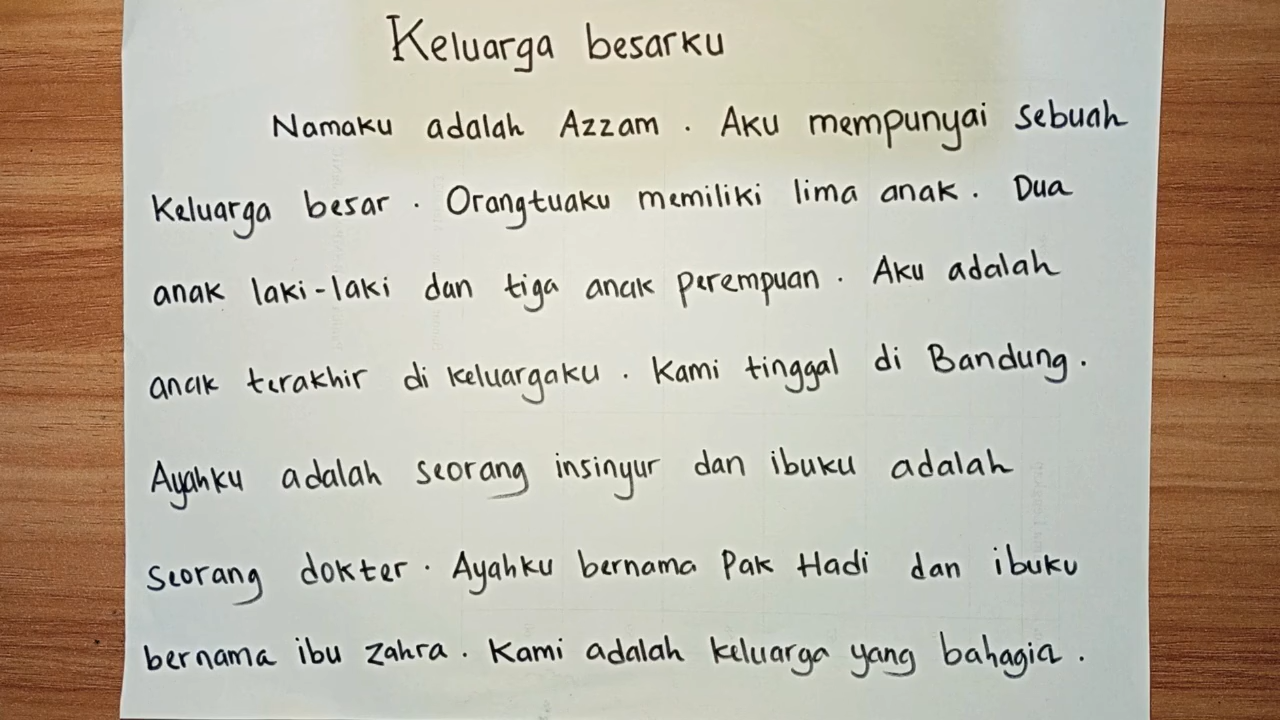 Keluarga besarku
Namaku adalah Azzam. Aku mempunyai sebuah
Keluarga besar. Orangtuaku memiliki lima anak. Dua
anak laki-laki dan tiga anak perempuan. Aku adalah
anak terakhir di keluargaku. Kami tinggal di Bandung.
Ayahku adalah seorang insinyur dan ibuku adalah
seorang dokter. Ayahku bernama Pak Hadi dan ibuku
bernama ibu Zahra. Kami adalah keluarga yang bahagia.